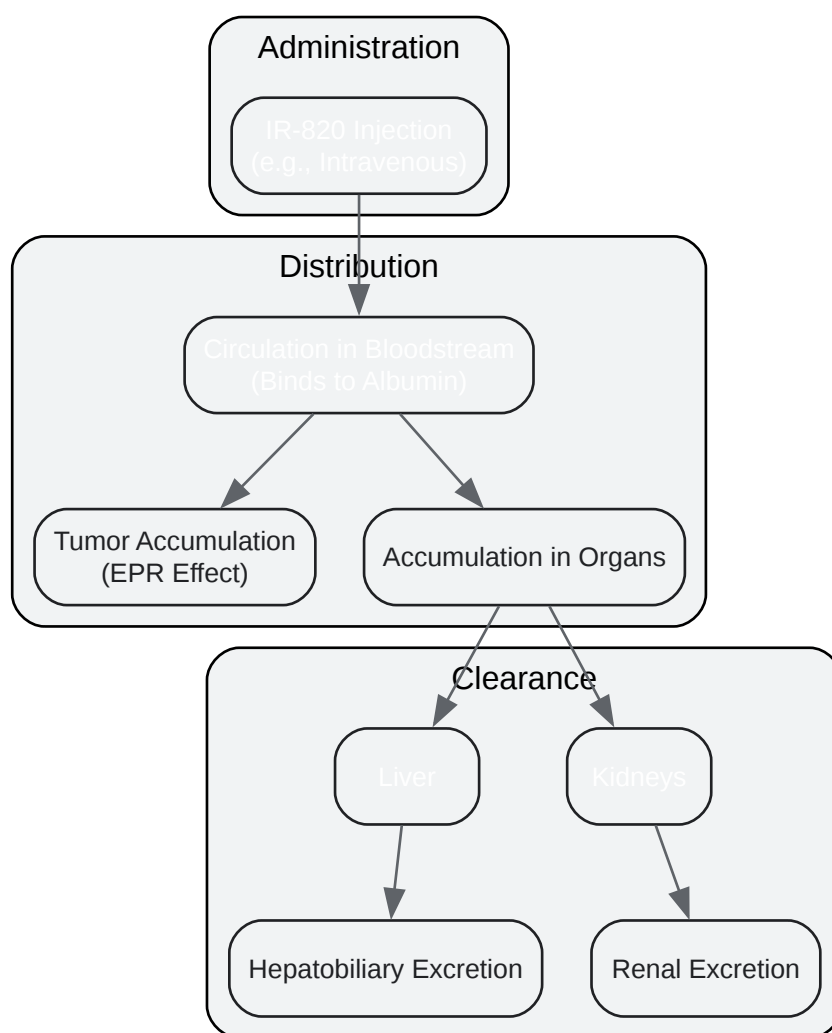 Administration
IR-820 Injection
(e.g., Intravenous)
Distribution
Circulation in Bloodstream
(Binds to Albumin)
Tumor Accumulation
(EPR Effect)
Accumulation in Organs
Clearance
Liver
Kidneys
Hepatobiliary Excretion
Renal Excretion